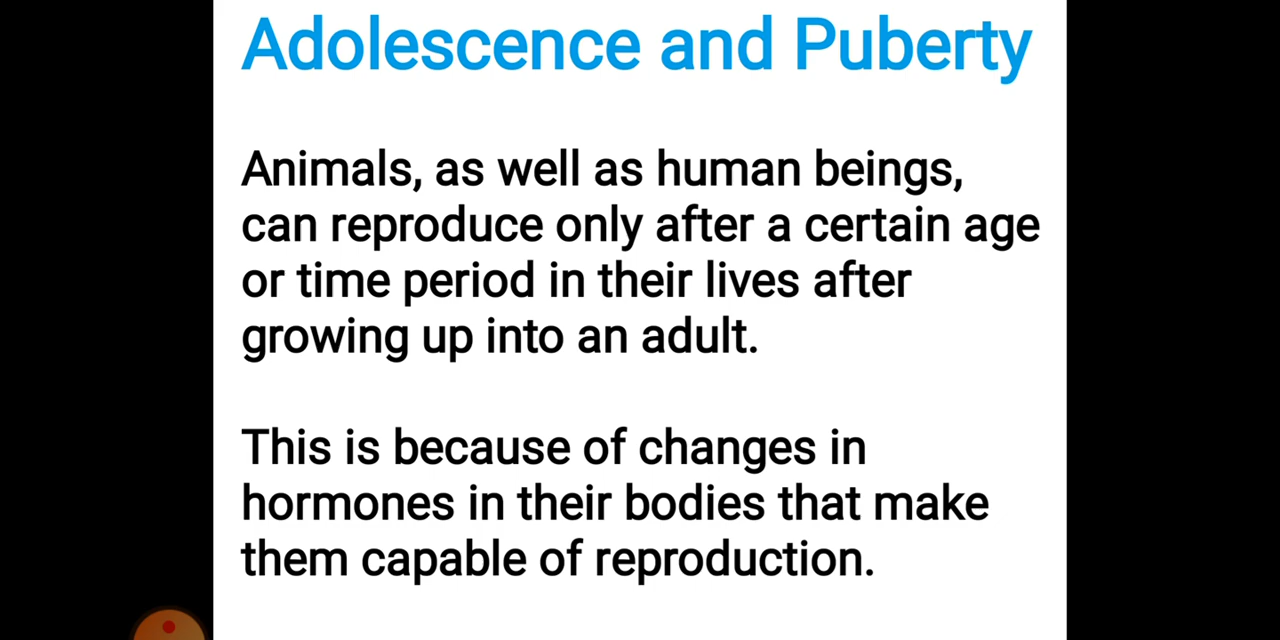 Adolescence and Puberty
Animals, as well as human beings,
can reproduce only after a certain age
or time period in their lives after
growing up into an adult.
This is because of changes in
hormones in their bodies that make
them capable of reproduction.